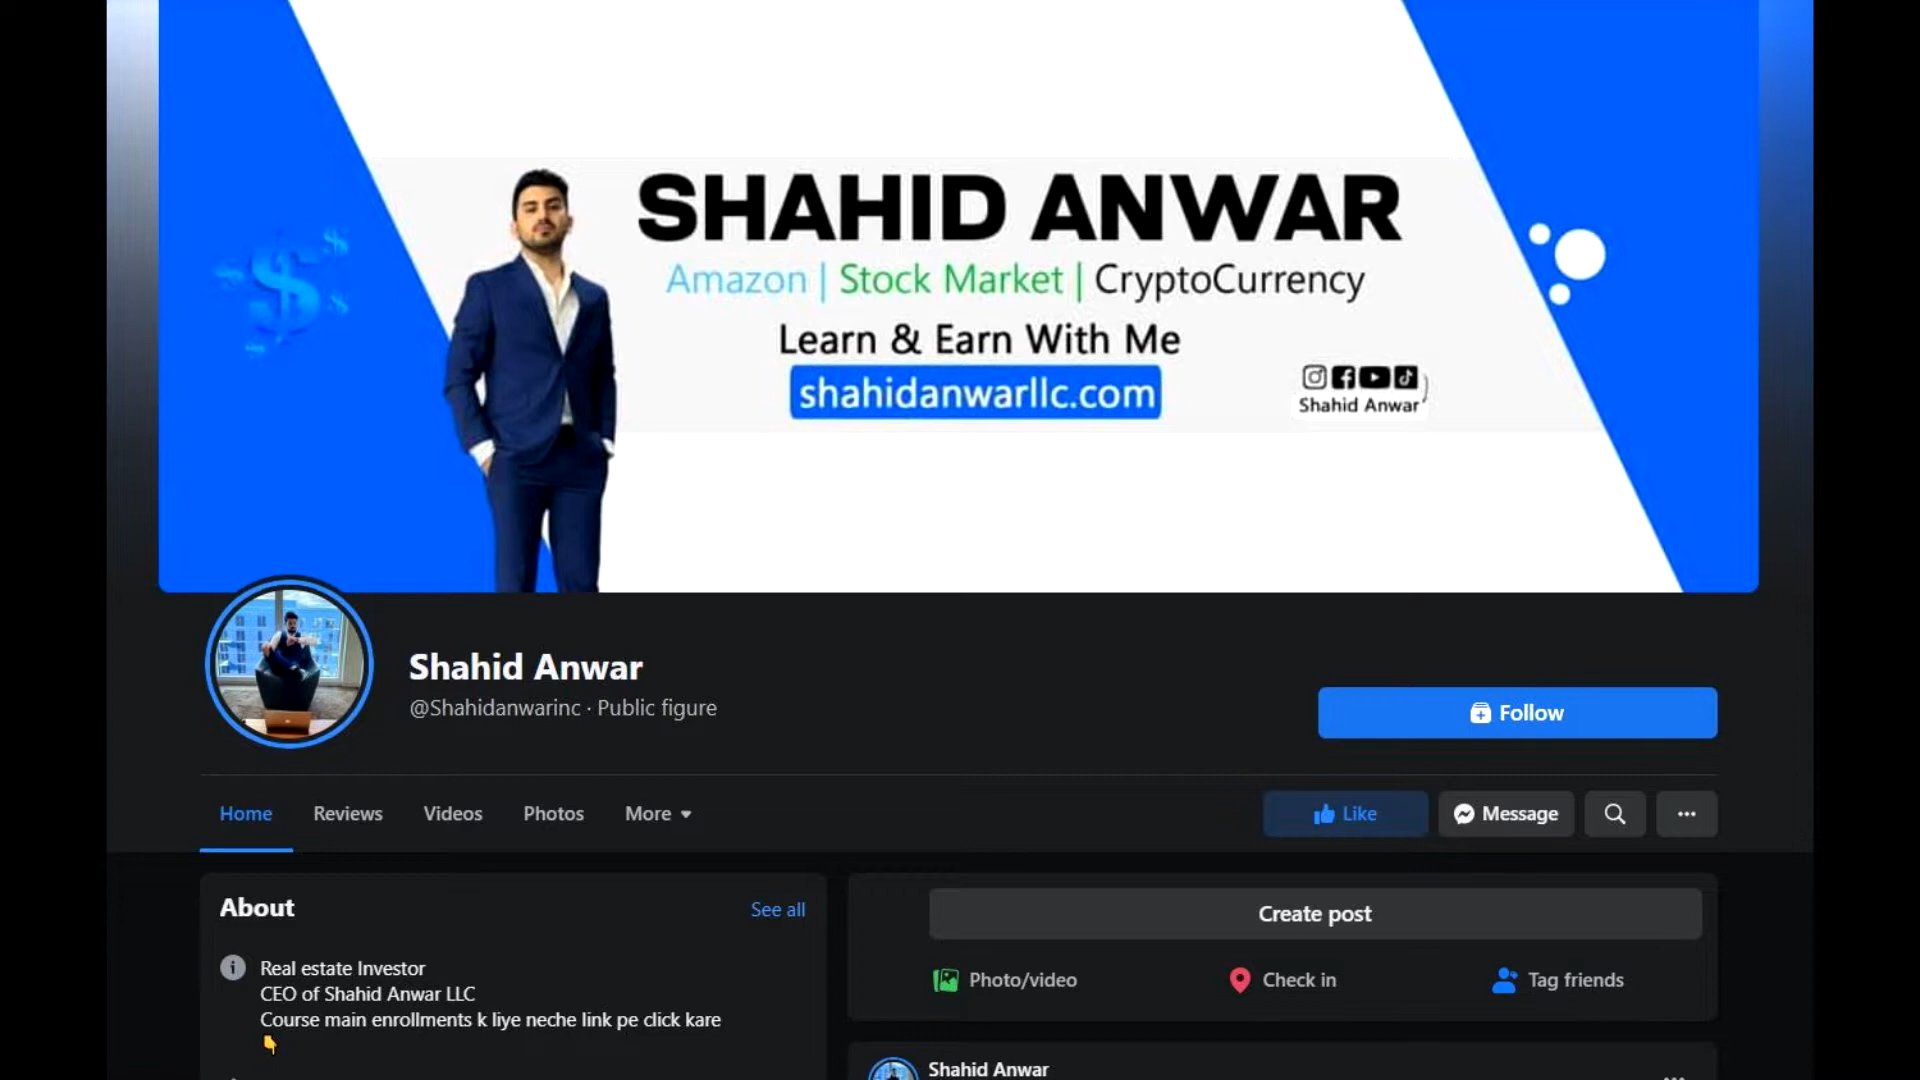 SHAHID ANWAR
Amazon | Stock Market | CryptoCurrency
Learn & Earn With Me
shahidanwarllc.com
Shahid Anwar
Shahid Anwar
@Shahidanwarinc · Public figure
Follow
Home Reviews Videos Photos More
Like Message
About
See all
Real estate Investor
CEO of Shahid Anwar LLC
Course main enrollments k liye neche link pe click kare
👇
Create post
Photo/video Check in Tag friends
Shahid Anwar